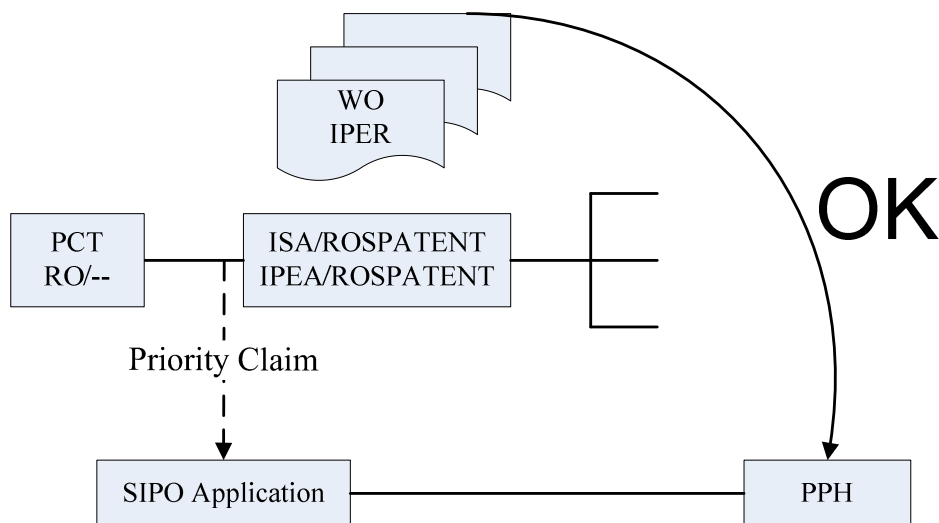 WO
IPER
OK
PCT
RO/--
ISA/ROSPATENT
IPEA/ROSPATENT
Priority Claim
SIPO Application
PPH